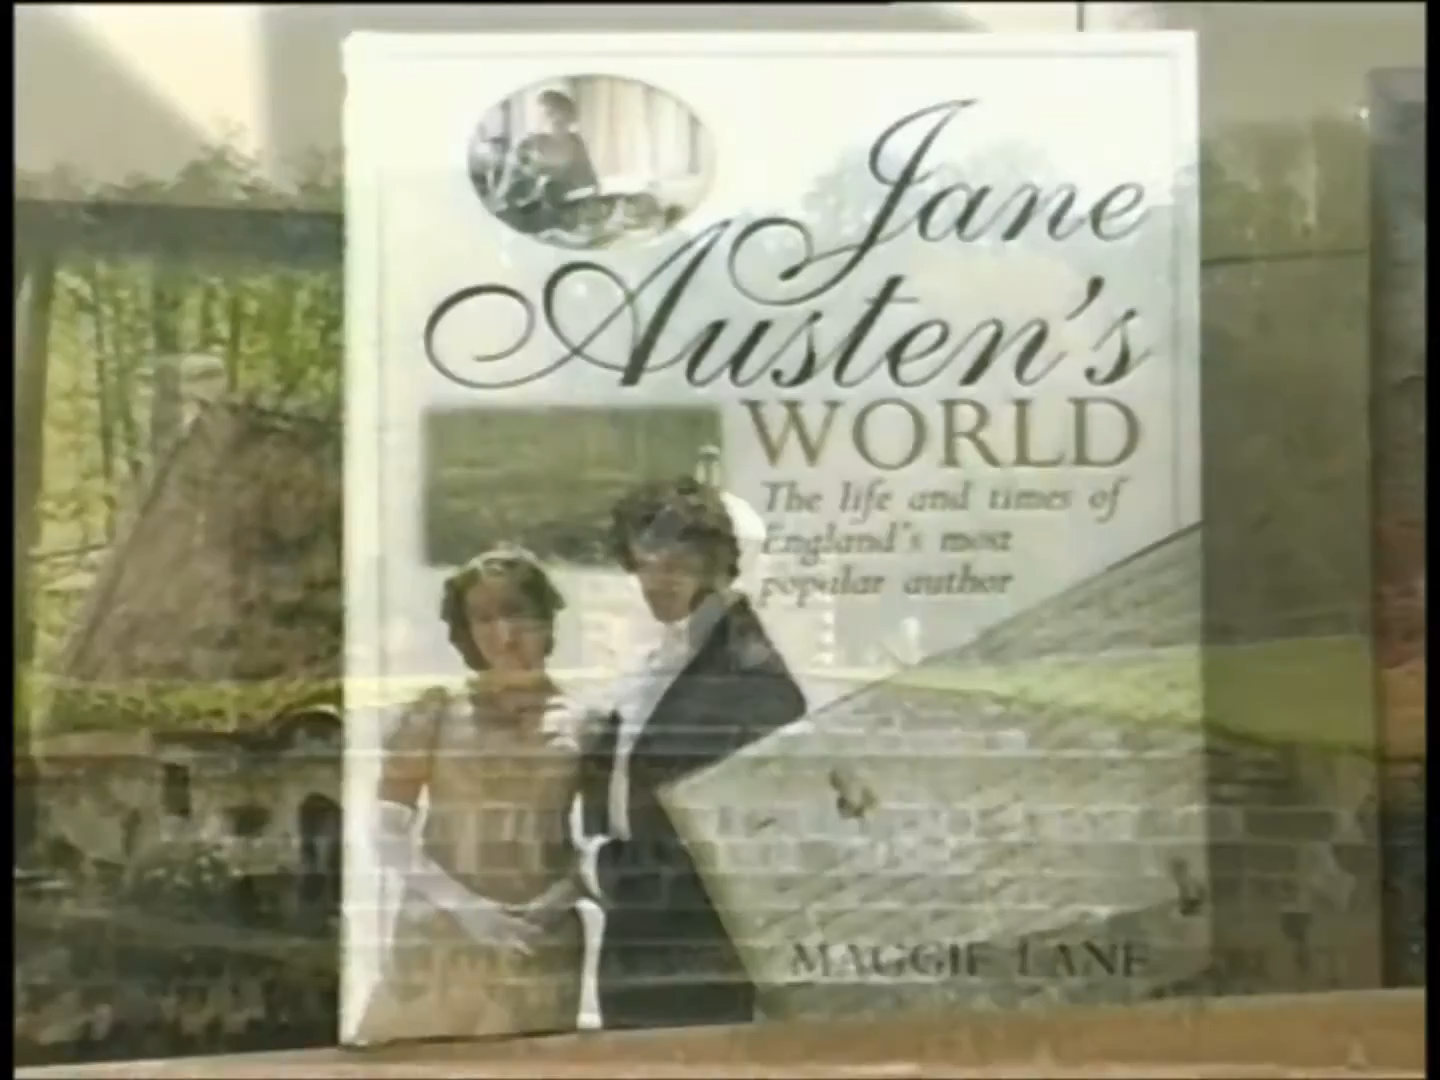 Jane
Austen's
WORLD
The life and times of
England's most
popular author
MAGGIE LANE